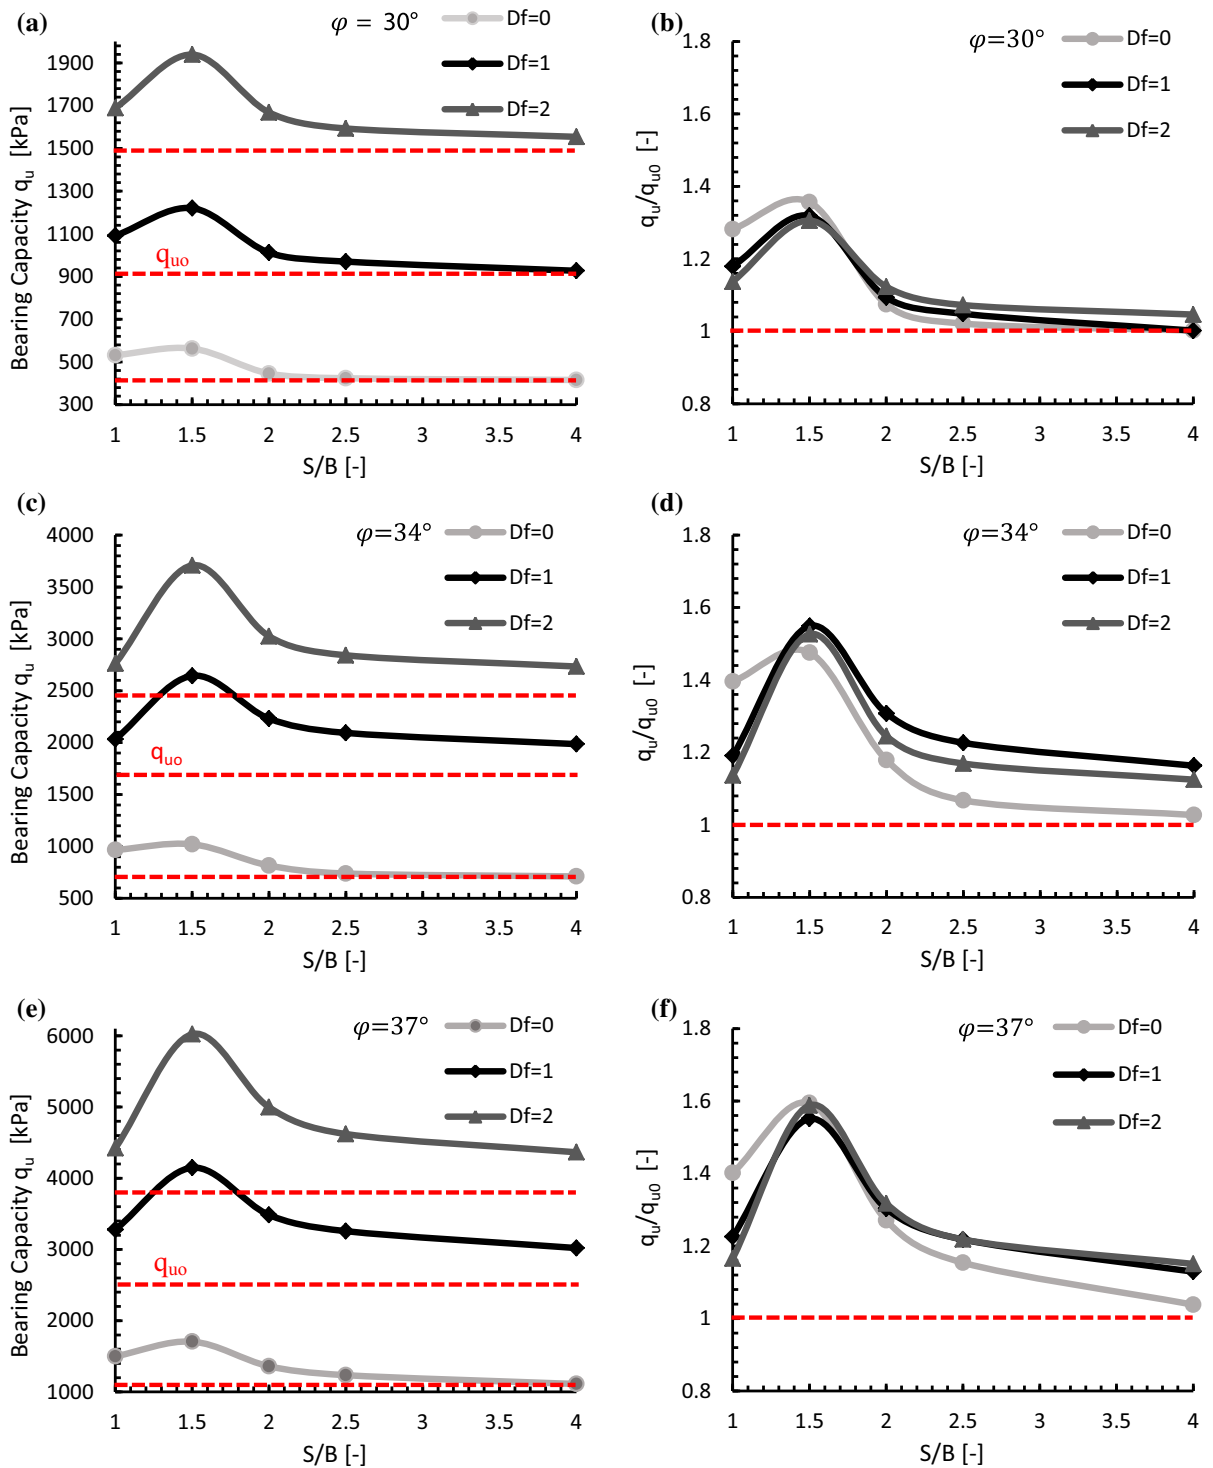 (a)
φ = 30°
Df=0
Df=1
Df=2
Bearing Capacity qu [kPa]
1900
1700
1500
1300
1100
900
700
500
300
quo
1 1.5 2 2.5 3 3.5 4
S/B [-]
(b)
φ=30°
Df=0
Df=1
Df=2
qu/qu0 [-]
1.8
1.6
1.4
1.2
1
0.8
1 1.5 2 2.5 3 3.5 4
S/B [-]
(c)
φ=34°
Df=0
Df=1
Df=2
Bearing Capacity qu [kPa]
4000
3500
3000
2500
2000
1500
1000
500
quo
1 1.5 2 2.5 3 3.5 4
S/B [-]
(d)
φ=34°
Df=0
Df=1
Df=2
qu/qu0 [-]
1.8
1.6
1.4
1.2
1
0.8
1 1.5 2 2.5 3 3.5 4
S/B [-]
(e)
φ=37°
Df=0
Df=1
Df=2
Bearing Capacity qu [kPa]
6000
5000
4000
3000
2000
1000
quo
1 1.5 2 2.5 3 3.5 4
S/B [-]
(f)
φ=37°
Df=0
Df=1
Df=2
qu/qu0 [-]
1.8
1.6
1.4
1.2
1
0.8
1 1.5 2 2.5 3 3.5 4
S/B [-]